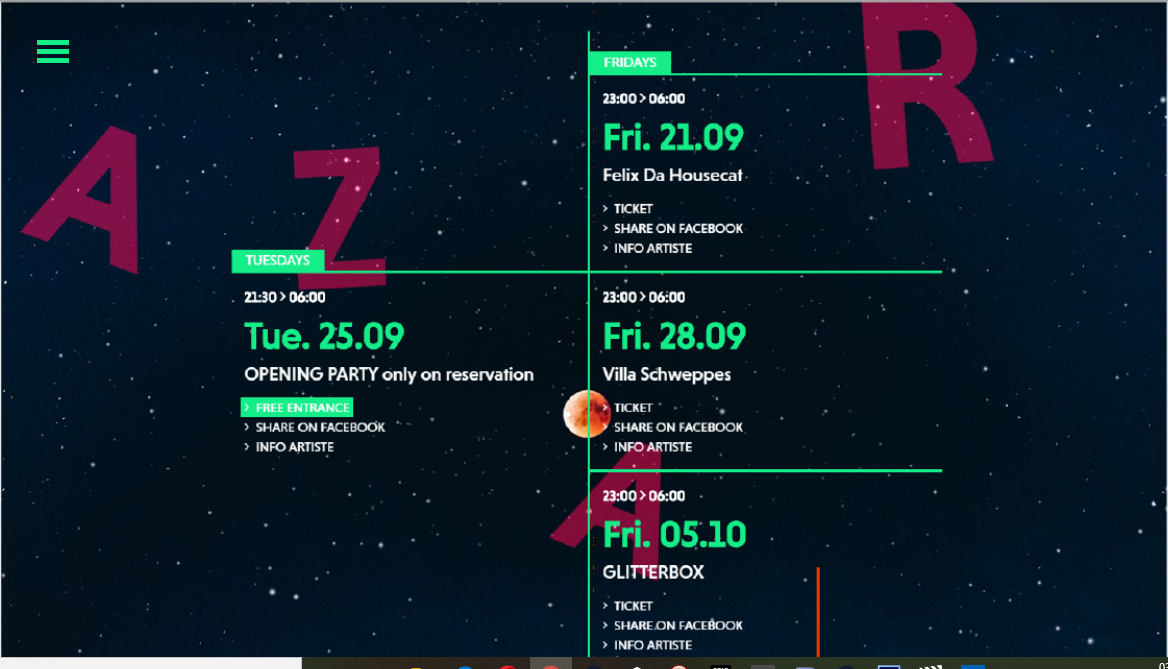 A
Z
R
A
FRIDAYS
23:00 > 06:00
Fri. 21.09
Felix Da Housecat
> TICKET
> SHARE ON FACEBOOK
> INFO ARTISTE
TUESDAYS
21:30 > 06:00
Tue. 25.09
OPENING PARTY only on reservation
> FREE ENTRANCE
> SHARE ON FACEBOOK
> INFO ARTISTE
23:00 > 06:00
Fri. 28.09
Villa Schweppes
> TICKET
> SHARE ON FACEBOOK
> INFO ARTISTE
23:00 > 06:00
Fri. 05.10
GLITTERBOX
> TICKET
> SHARE ON FACEBOOK
> INFO ARTISTE